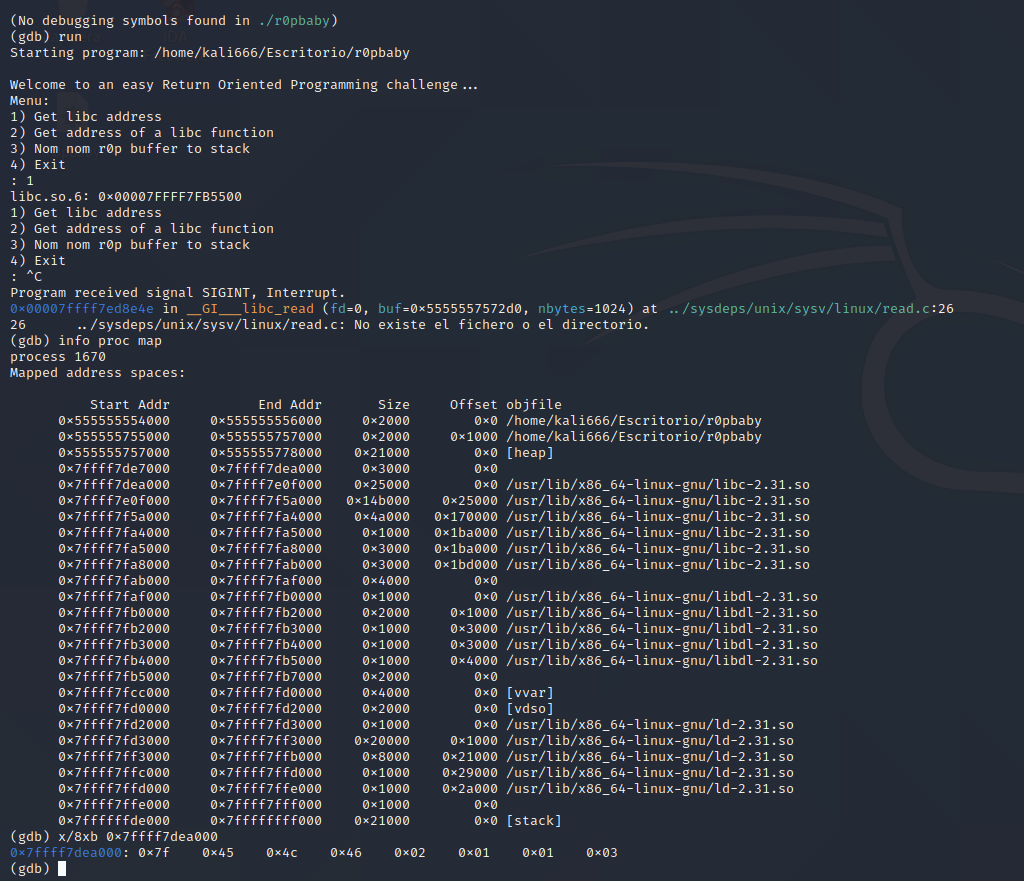 (No debugging symbols found in ./r0pbaby)
(gdb) run
Starting program: /home/kali666/Escritorio/r0pbaby
Welcome to an easy Return Oriented Programming challenge...
Menu:
1) Get libc address
2) Get address of a libc function
3) Nom nom r0p buffer to stack
4) Exit
: 1
libc.so.6: 0×00007FFFF7FB5500
1) Get libc address
2) Get address of a libc function
3) Nom nom r0p buffer to stack
4) Exit
: ^C
Program received signal SIGINT, Interrupt.
0×00007ffff7ed8e4e in __GI___libc_read (fd=0, buf=0×5555557572d0, nbytes=1024) at ../sysdeps/unix/sysv/linux/read.c:26
26 ../sysdeps/unix/sysv/linux/read.c: No existe el fichero o el directorio.
(gdb) info proc map
process 1670
Mapped address spaces:
Start Addr End Addr Size Offset objfile
0×555555554000 0×555555556000 0×2000 0×0 /home/kali666/Escritorio/r0pbaby
0×555555755000 0×555555757000 0×2000 0×1000 /home/kali666/Escritorio/r0pbaby
0×555555757000 0×555555778000 0×21000 0×0 [heap]
0×7ffff7de7000 0×7ffff7dea000 0×3000 0×0
0×7ffff7dea000 0×7ffff7e0f000 0×25000 0×0 /usr/lib/x86_64-linux-gnu/libc-2.31.so
0×7ffff7e0f000 0×7ffff7f5a000 0×14b000 0×25000 /usr/lib/x86_64-linux-gnu/libc-2.31.so
0×7ffff7f5a000 0×7ffff7fa4000 0×4a000 0×170000 /usr/lib/x86_64-linux-gnu/libc-2.31.so
0×7ffff7fa4000 0×7ffff7fa5000 0×1000 0×1ba000 /usr/lib/x86_64-linux-gnu/libc-2.31.so
0×7ffff7fa5000 0×7ffff7fa8000 0×3000 0×1ba000 /usr/lib/x86_64-linux-gnu/libc-2.31.so
0×7ffff7fa8000 0×7ffff7fab000 0×3000 0×1bd000 /usr/lib/x86_64-linux-gnu/libc-2.31.so
0×7ffff7fab000 0×7ffff7faf000 0×4000 0×0
0×7ffff7faf000 0×7ffff7fb0000 0×1000 0×0 /usr/lib/x86_64-linux-gnu/libdl-2.31.so
0×7ffff7fb0000 0×7ffff7fb2000 0×2000 0×1000 /usr/lib/x86_64-linux-gnu/libdl-2.31.so
0×7ffff7fb2000 0×7ffff7fb3000 0×1000 0×3000 /usr/lib/x86_64-linux-gnu/libdl-2.31.so
0×7ffff7fb3000 0×7ffff7fb4000 0×1000 0×3000 /usr/lib/x86_64-linux-gnu/libdl-2.31.so
0×7ffff7fb4000 0×7ffff7fb5000 0×1000 0×4000 /usr/lib/x86_64-linux-gnu/libdl-2.31.so
0×7ffff7fb5000 0×7ffff7fb7000 0×2000 0×0
0×7ffff7fcc000 0×7ffff7fd0000 0×4000 0×0 [vvar]
0×7ffff7fd0000 0×7ffff7fd2000 0×2000 0×0 [vdso]
0×7ffff7fd2000 0×7ffff7fd3000 0×1000 0×0 /usr/lib/x86_64-linux-gnu/ld-2.31.so
0×7ffff7fd3000 0×7ffff7ff3000 0×20000 0×1000 /usr/lib/x86_64-linux-gnu/ld-2.31.so
0×7ffff7ff3000 0×7ffff7ffb000 0×8000 0×21000 /usr/lib/x86_64-linux-gnu/ld-2.31.so
0×7ffff7ffc000 0×7ffff7ffd000 0×1000 0×29000 /usr/lib/x86_64-linux-gnu/ld-2.31.so
0×7ffff7ffd000 0×7ffff7ffe000 0×1000 0×2a000 /usr/lib/x86_64-linux-gnu/ld-2.31.so
0×7ffff7ffe000 0×7ffff7fff000 0×1000 0×0
0×7ffffffde000 0×7ffffffff000 0×21000 0×0 [stack]
(gdb) x/8xb 0×7ffff7dea000
0×7ffff7dea000: 0×7f 0×45 0×4c 0×46 0×02 0×01 0×01 0×03
(gdb)